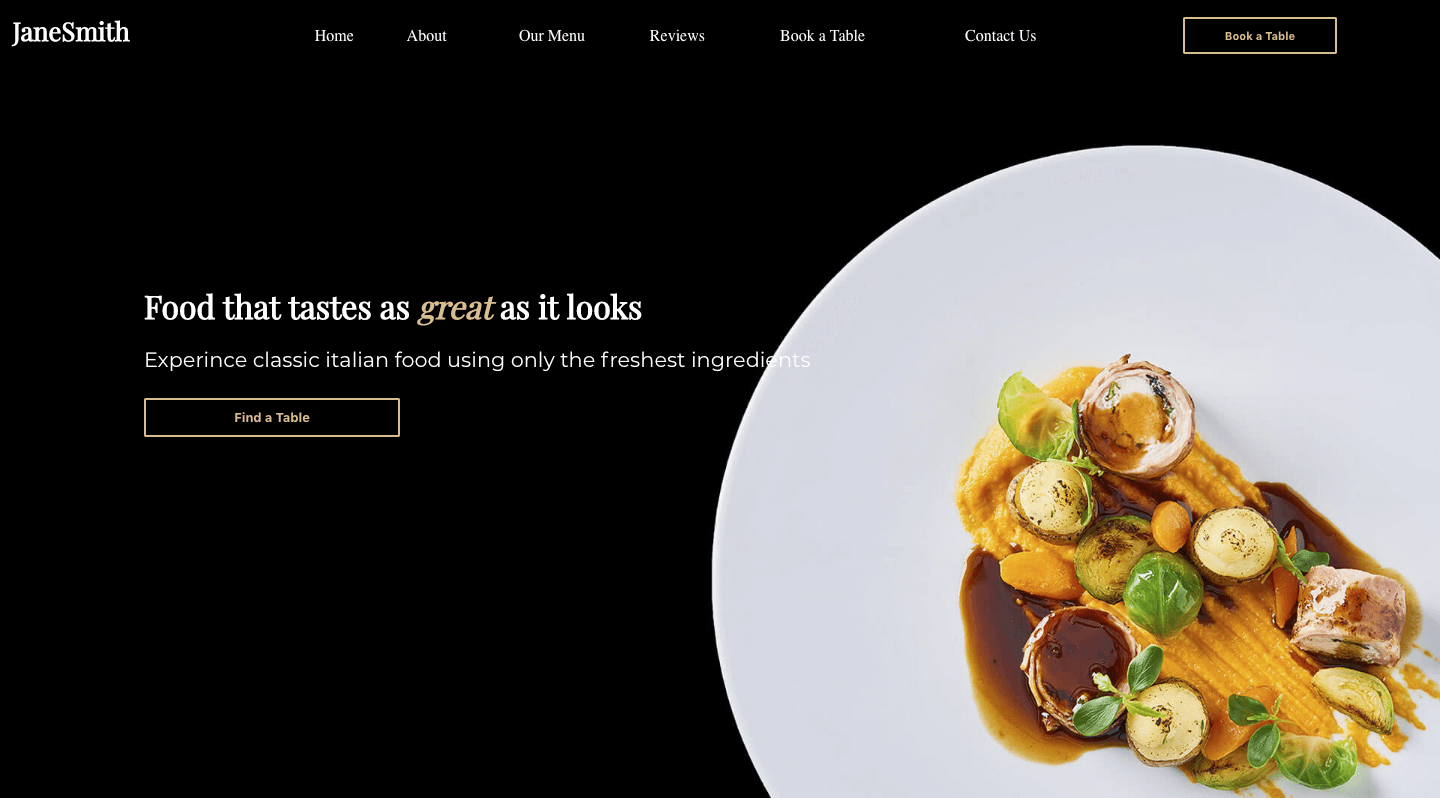 JaneSmith
Home About Our Menu Reviews Book a Table Contact Us Book a Table
Food that tastes as great as it looks
Experince classic italian food using only the freshest ingredients
Find a Table